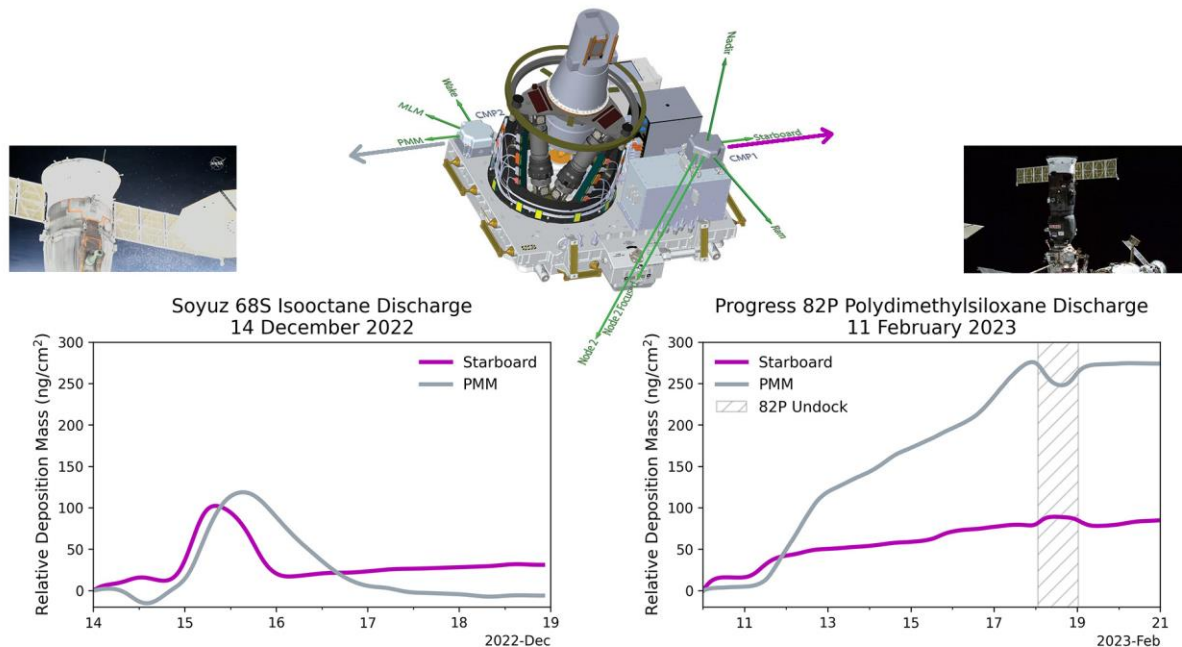 Nadir
Wake
MLM
CMP2
PMM
Starboard
CMP1
Ram
Node 2 Focus
Node 2
Soyuz 68S Isooctane Discharge
14 December 2022
Relative Deposition Mass (ng/cm²)
300
250
200
150
100
50
0
Starboard
PMM
14 15 16 17 18 19
2022-Dec
Progress 82P Polydimethylsiloxane Discharge
11 February 2023
Relative Deposition Mass (ng/cm²)
300
250
200
150
100
50
0
Starboard
PMM
82P Undock
11 13 15 17 19 21
2023-Feb